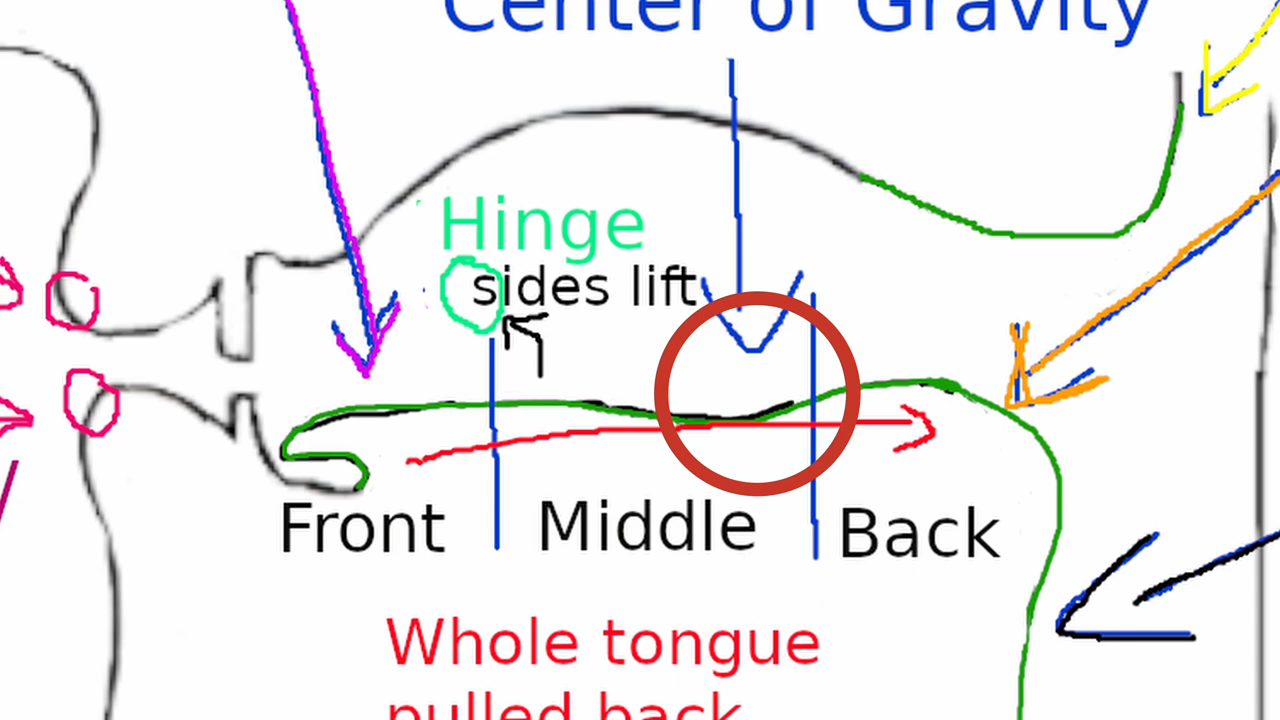 Center of Gravity
Hinge
sides lift
Front Middle Back
Whole tongue
pulled back